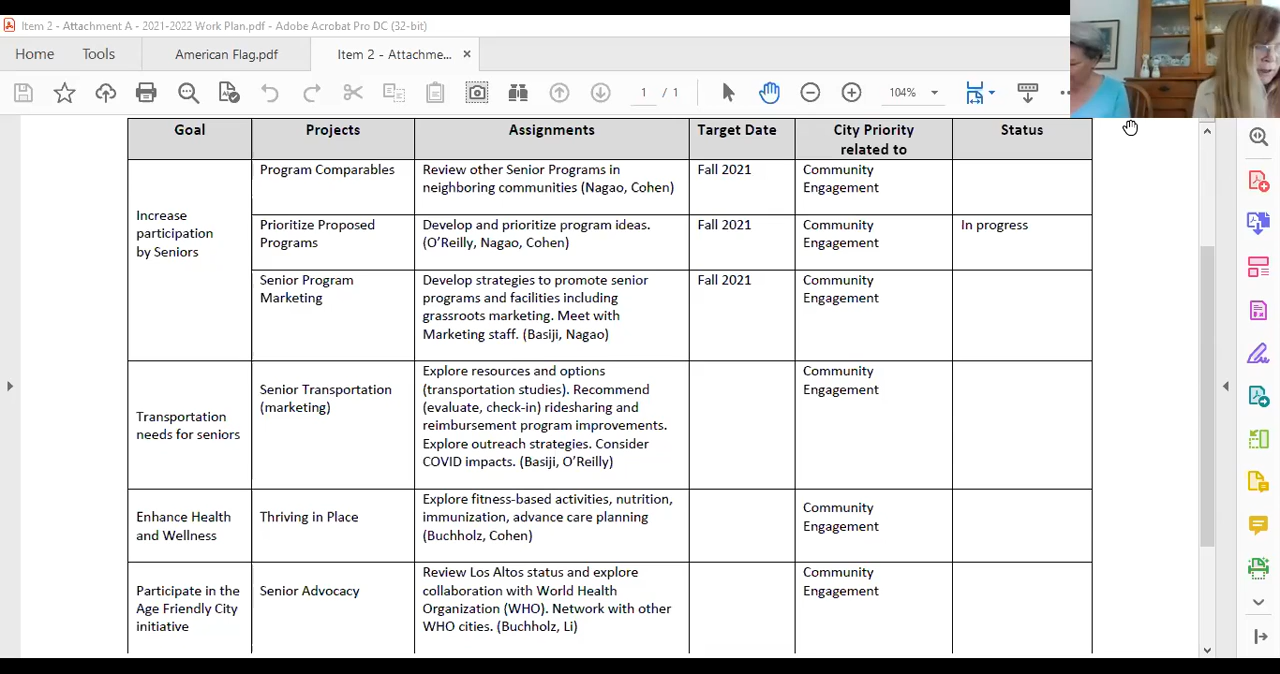 Item 2 - Attachment A - 2021-2022 Work Plan.pdf - Adobe Acrobat Pro DC (32-bit)
Home Tools American Flag.pdf Item 2 - Attachme... ×
1 / 1 104%
Goal Projects Assignments Target Date City Priority related to Status
Increase
participation
by Seniors
Program Comparables
Review other Senior Programs in
neighboring communities (Nagao, Cohen)
Fall 2021
Community
Engagement
Prioritize Proposed
Programs
Develop and prioritize program ideas.
(O'Reilly, Nagao, Cohen)
Fall 2021
Community
Engagement
In progress
Senior Program
Marketing
Develop strategies to promote senior
programs and facilities including
grassroots marketing. Meet with
Marketing staff. (Basiji, Nagao)
Fall 2021
Community
Engagement
Transportation
needs for seniors
Senior Transportation
(marketing)
Explore resources and options
(transportation studies). Recommend
(evaluate, check-in) ridesharing and
reimbursement program improvements.
Explore outreach strategies. Consider
COVID impacts. (Basiji, O'Reilly)
Community
Engagement
Enhance Health
and Wellness
Thriving in Place
Explore fitness-based activities, nutrition,
immunization, advance care planning
(Buchholz, Cohen)
Community
Engagement
Participate in the
Age Friendly City
initiative
Senior Advocacy
Review Los Altos status and explore
collaboration with World Health
Organization (WHO). Network with other
WHO cities. (Buchholz, Li)
Community
Engagement